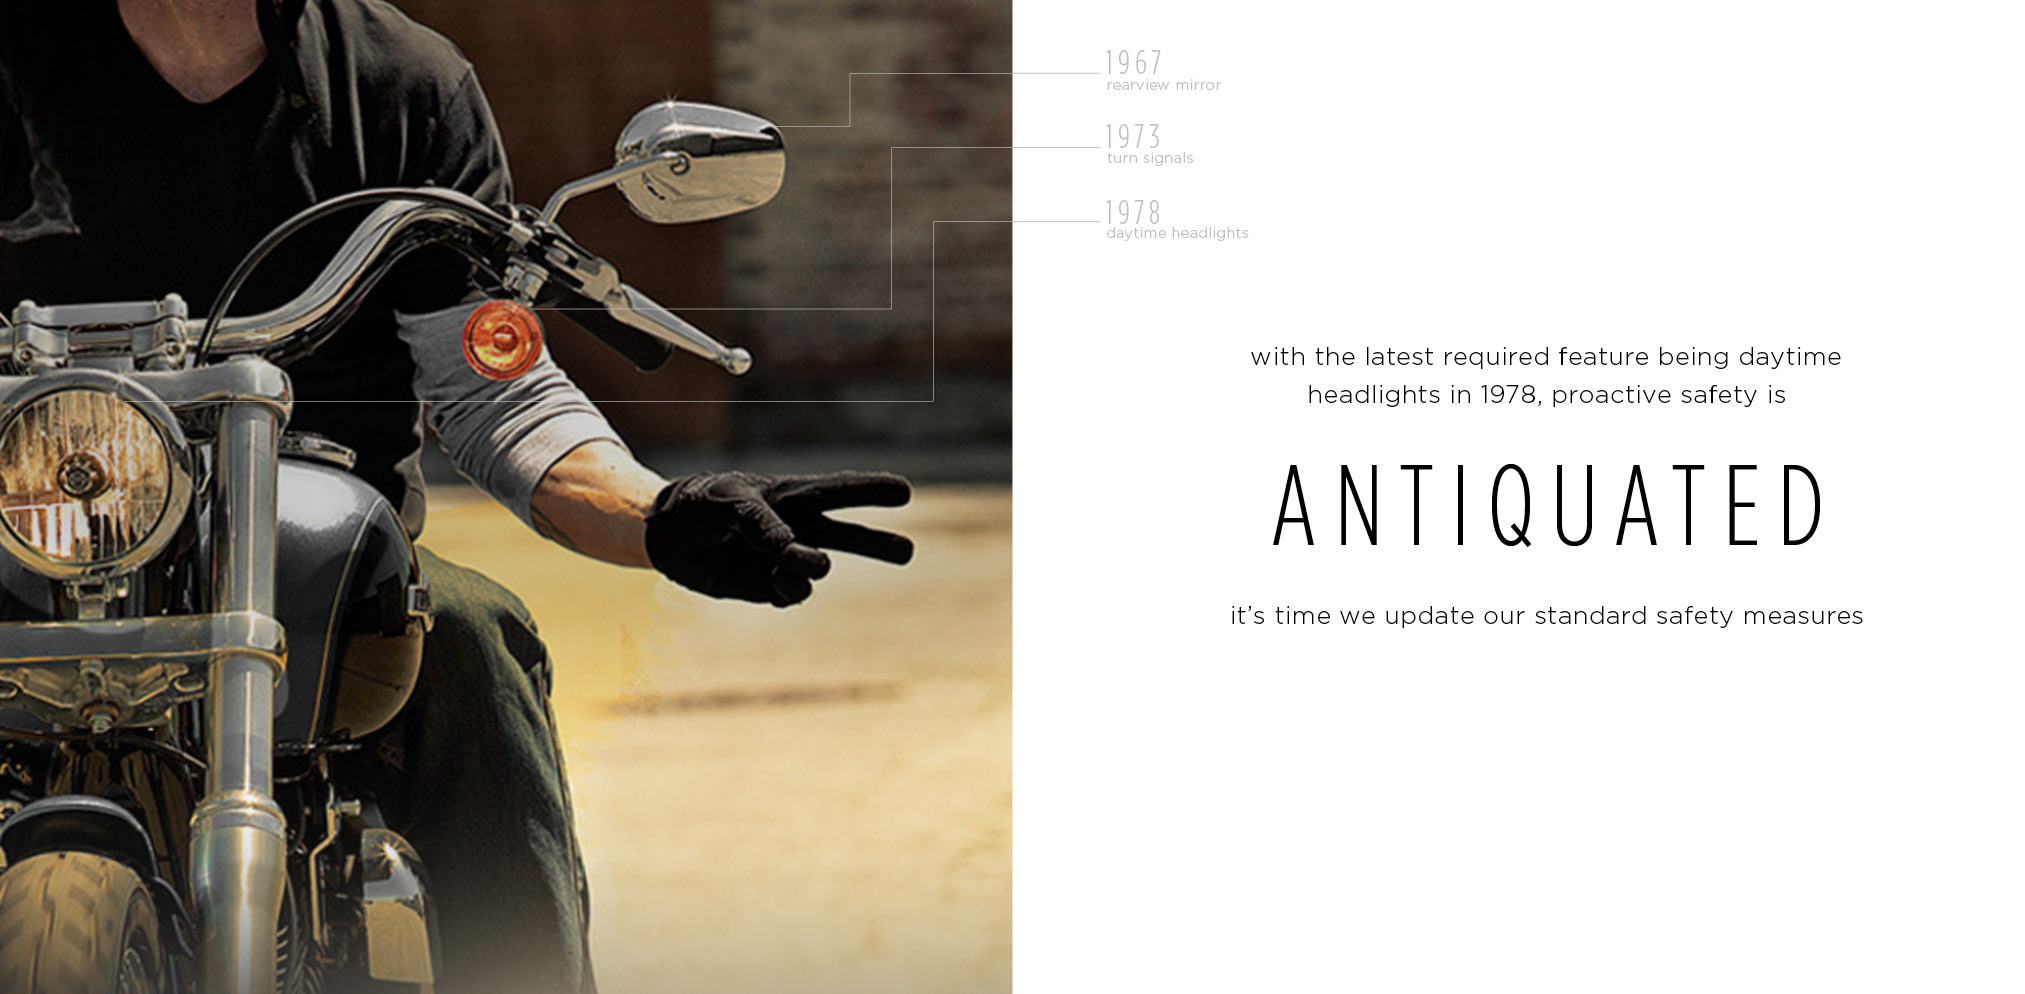 1967
rearview mirror
1973
turn signals
1978
daytime headlights
with the latest required feature being daytime
headlights in 1978, proactive safety is
ANTIQUATED
it’s time we update our standard safety measures